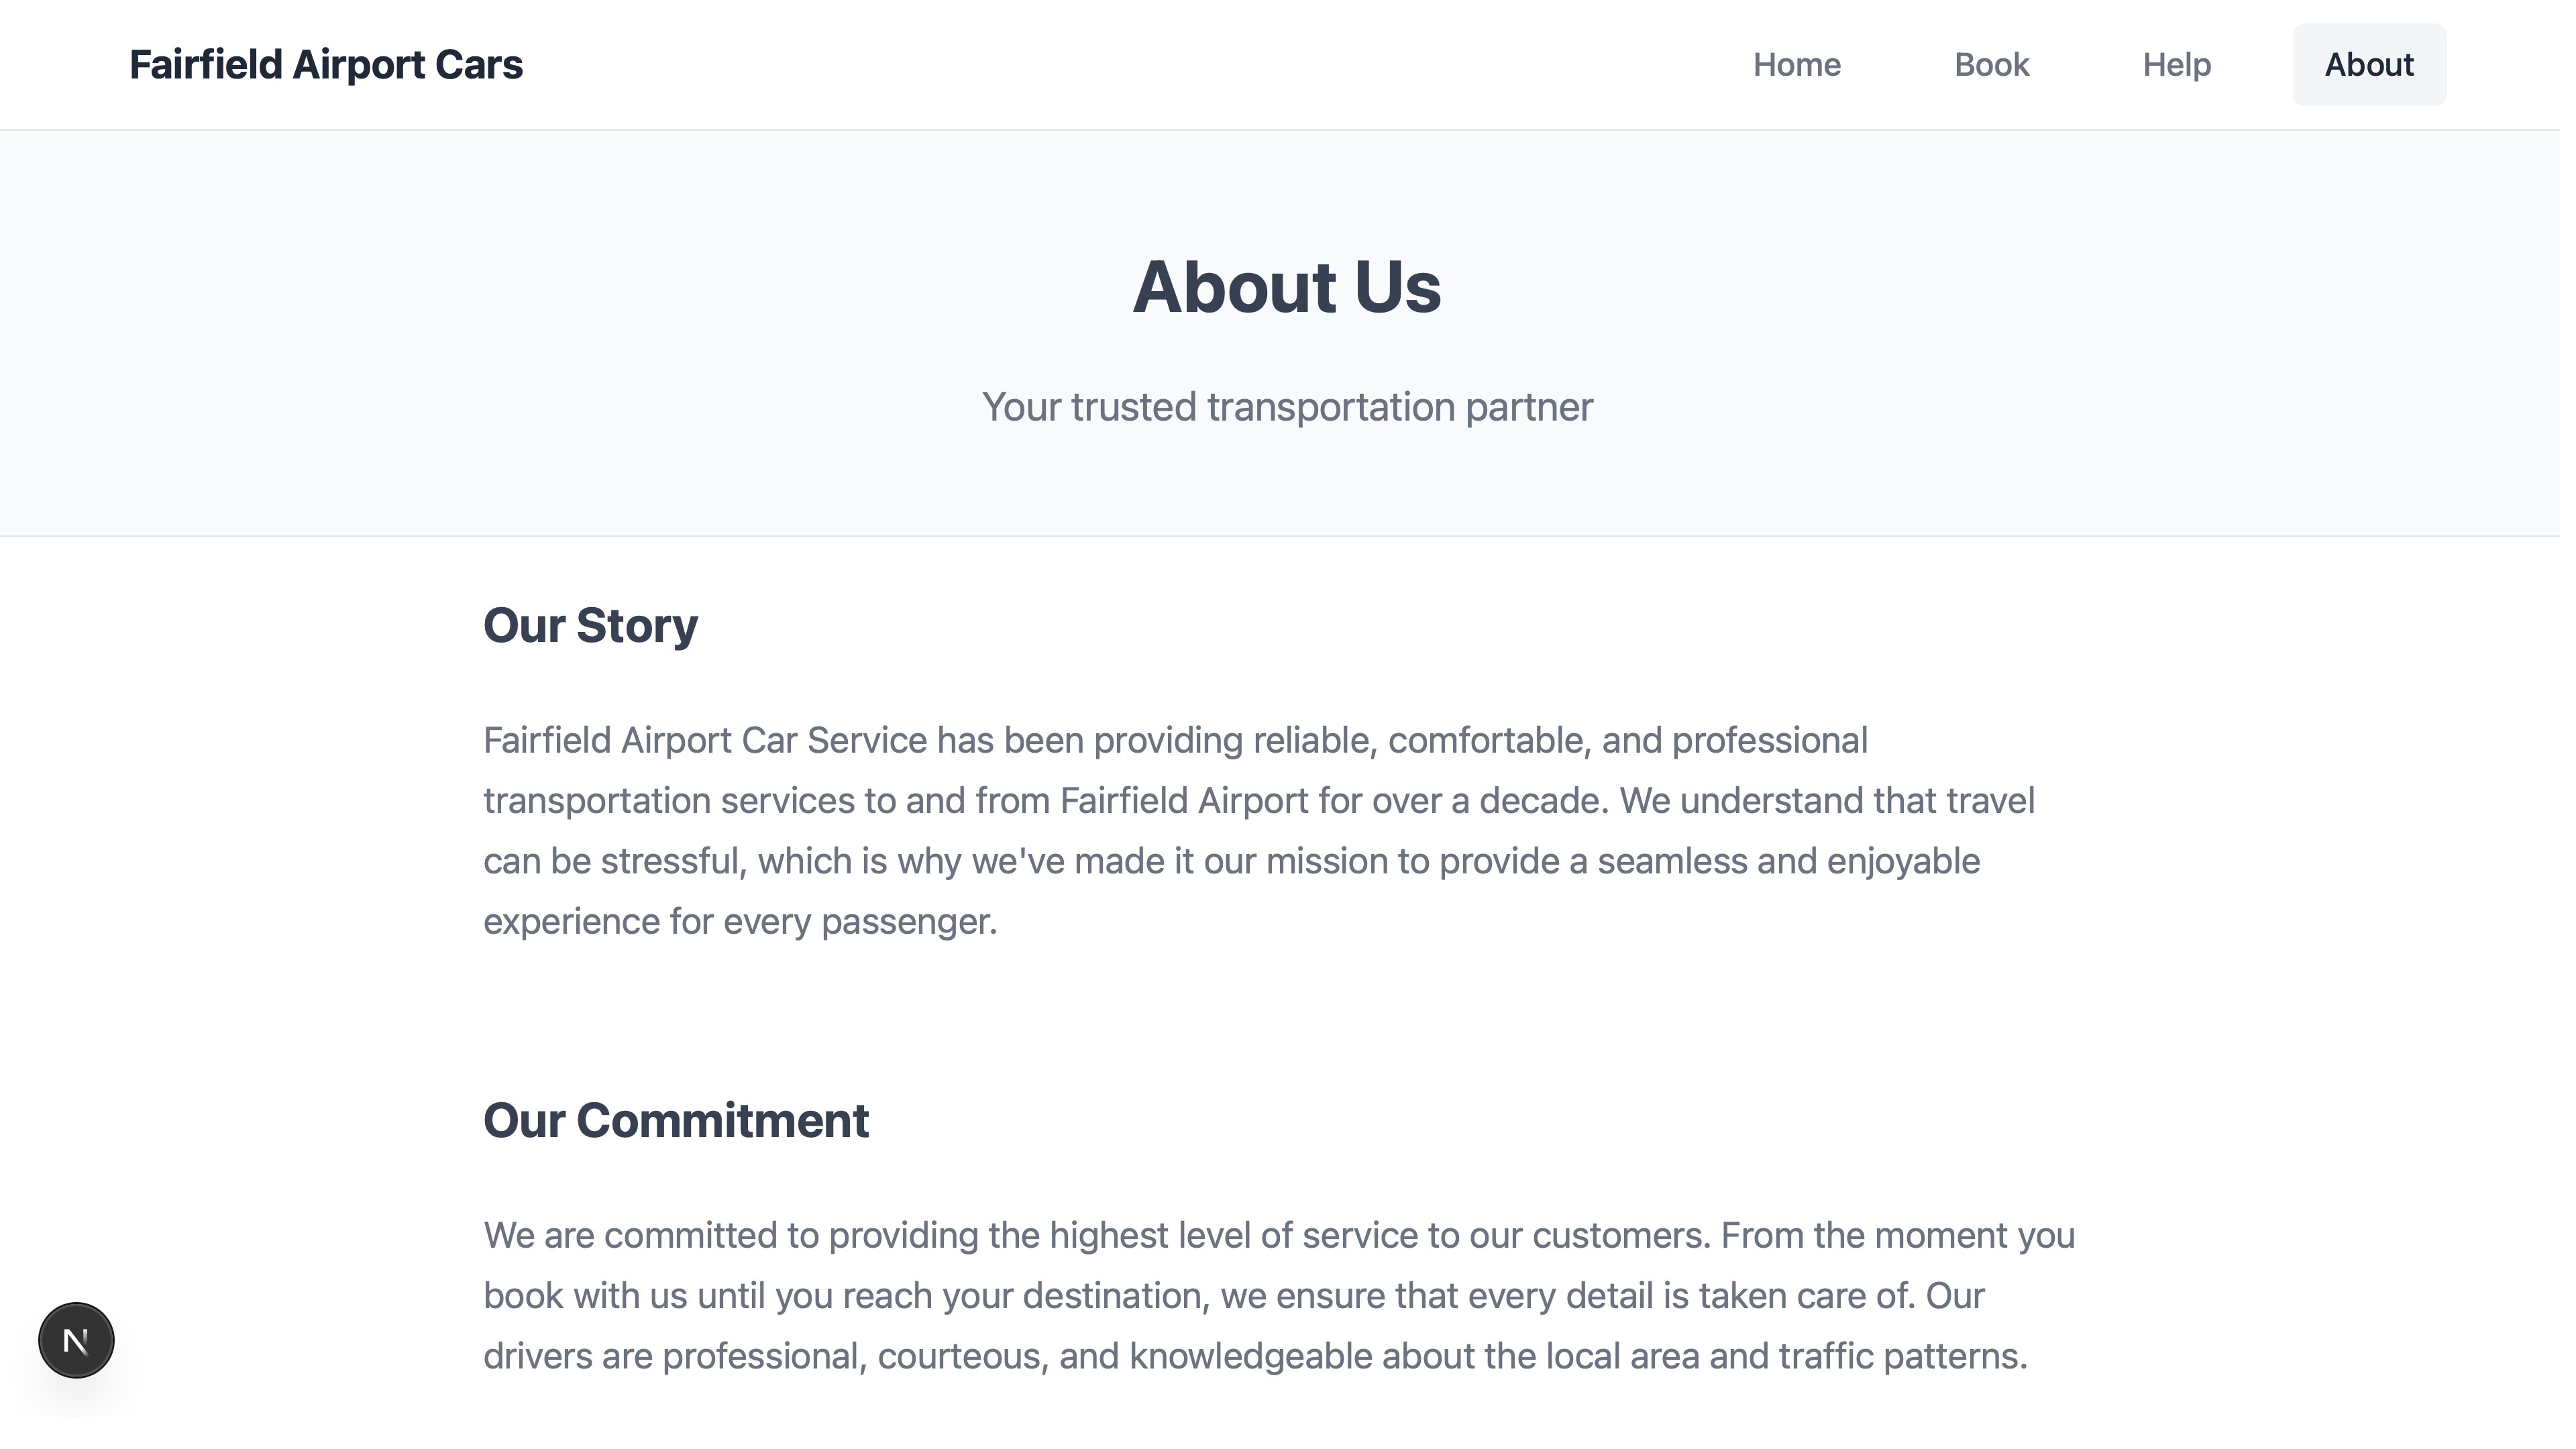 Fairfield Airport Cars
Home
Book
Help
About
About Us
Your trusted transportation partner
Our Story
Fairfield Airport Car Service has been providing reliable, comfortable, and professional
transportation services to and from Fairfield Airport for over a decade. We understand that travel
can be stressful, which is why we've made it our mission to provide a seamless and enjoyable
experience for every passenger.
Our Commitment
We are committed to providing the highest level of service to our customers. From the moment you
book with us until you reach your destination, we ensure that every detail is taken care of. Our
drivers are professional, courteous, and knowledgeable about the local area and traffic patterns.
N